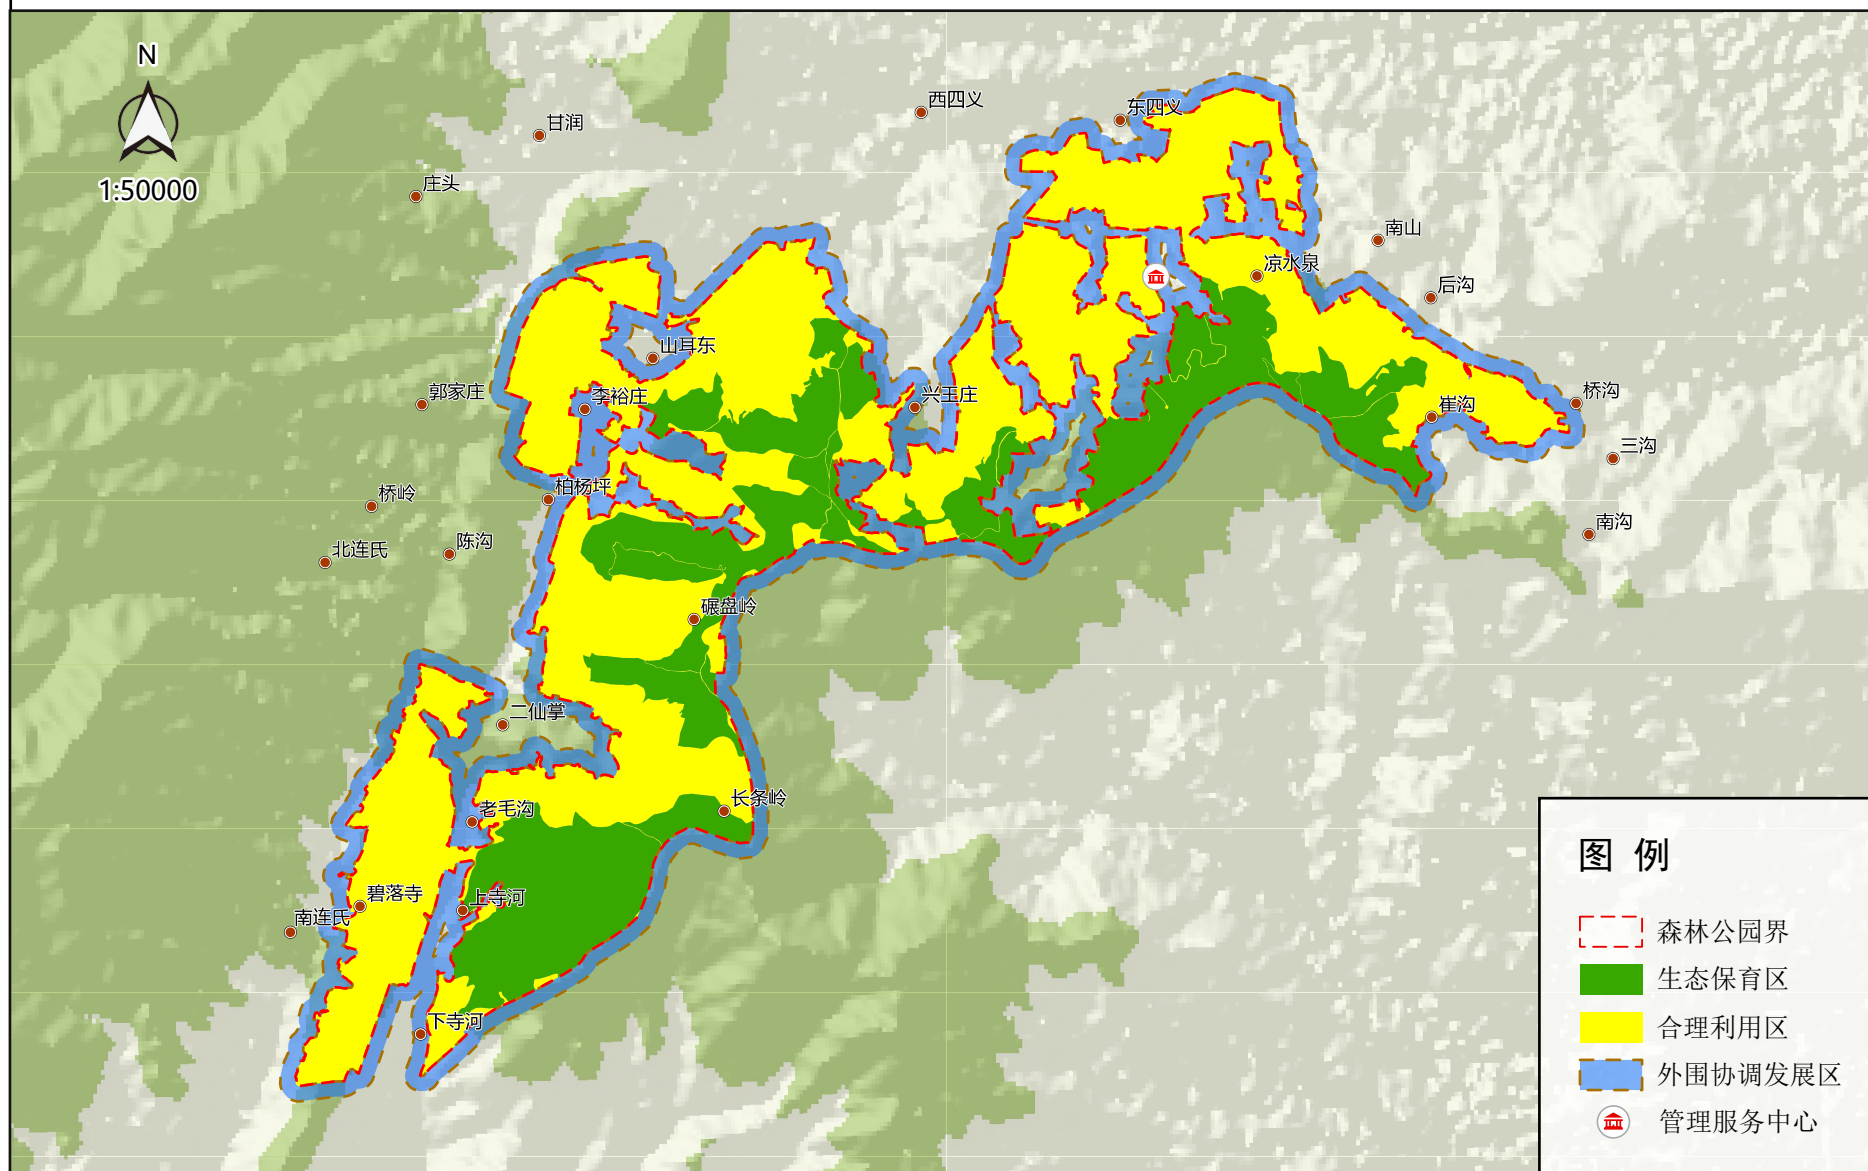 N
1:50000
西四义
东四义
甘润
庄头
南山
凉水泉
后沟
山耳东
郭家庄
李裕庄
兴王庄
桥沟
崔沟
三沟
桥岭
柏杨坪
南沟
北连氏
陈沟
碾盘岭
二仙掌
长条岭
老毛沟
碧落寺
上寺河
南连氏
下寺河
图 例
森林公园界
生态保育区
合理利用区
外围协调发展区
管理服务中心